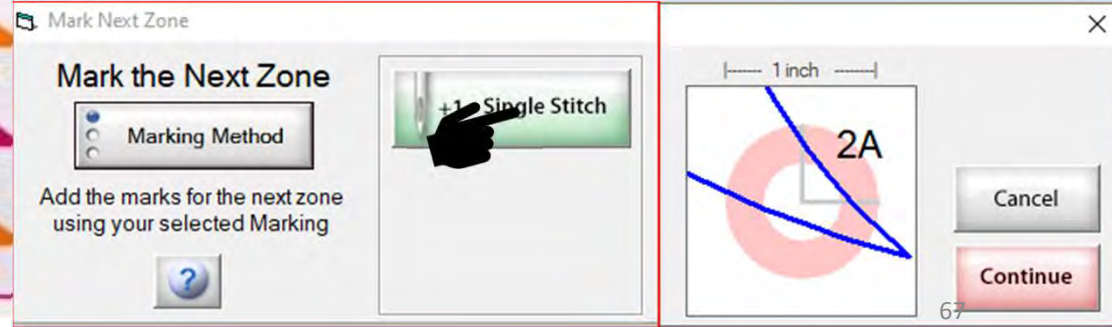 Mark Next Zone
Mark the Next Zone
Marking Method
Add the marks for the next zone
using your selected Marking
?
+1 Single Stitch
1 inch
2A
Cancel
Continue
67